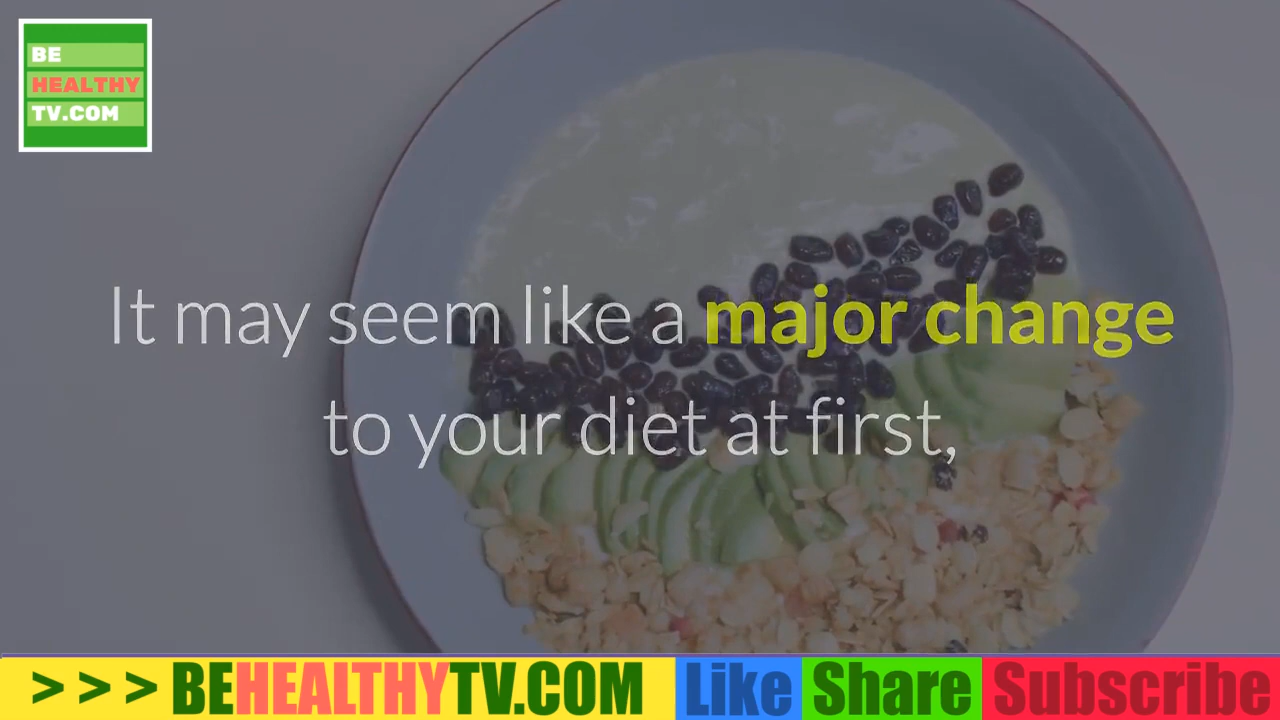 BE
HEALTHY
TV.COM
It may seem like a major change
to your diet at first,
> > > BEHEALTHYTV.COM Like Share Subscribe